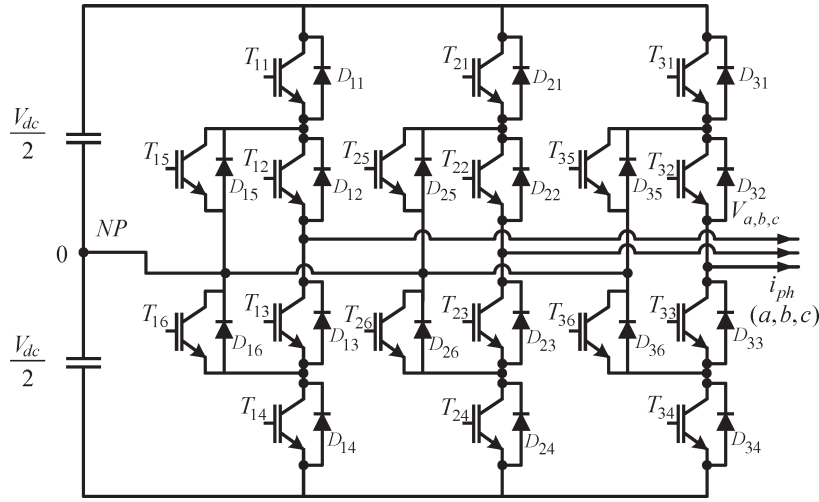 T11 D11 T21 D21 T31 D31
Vdc
2
T15 D15 T12 D12 T25 D25 T22 D22 T35 D35 T32 D32
Va,b,c
NP
0
iph
(a,b,c)
T16 D16 T13 D13 T26 D26 T23 D23 T36 D36 T33 D33
Vdc
2
T14 D14 T24 D24 T34 D34